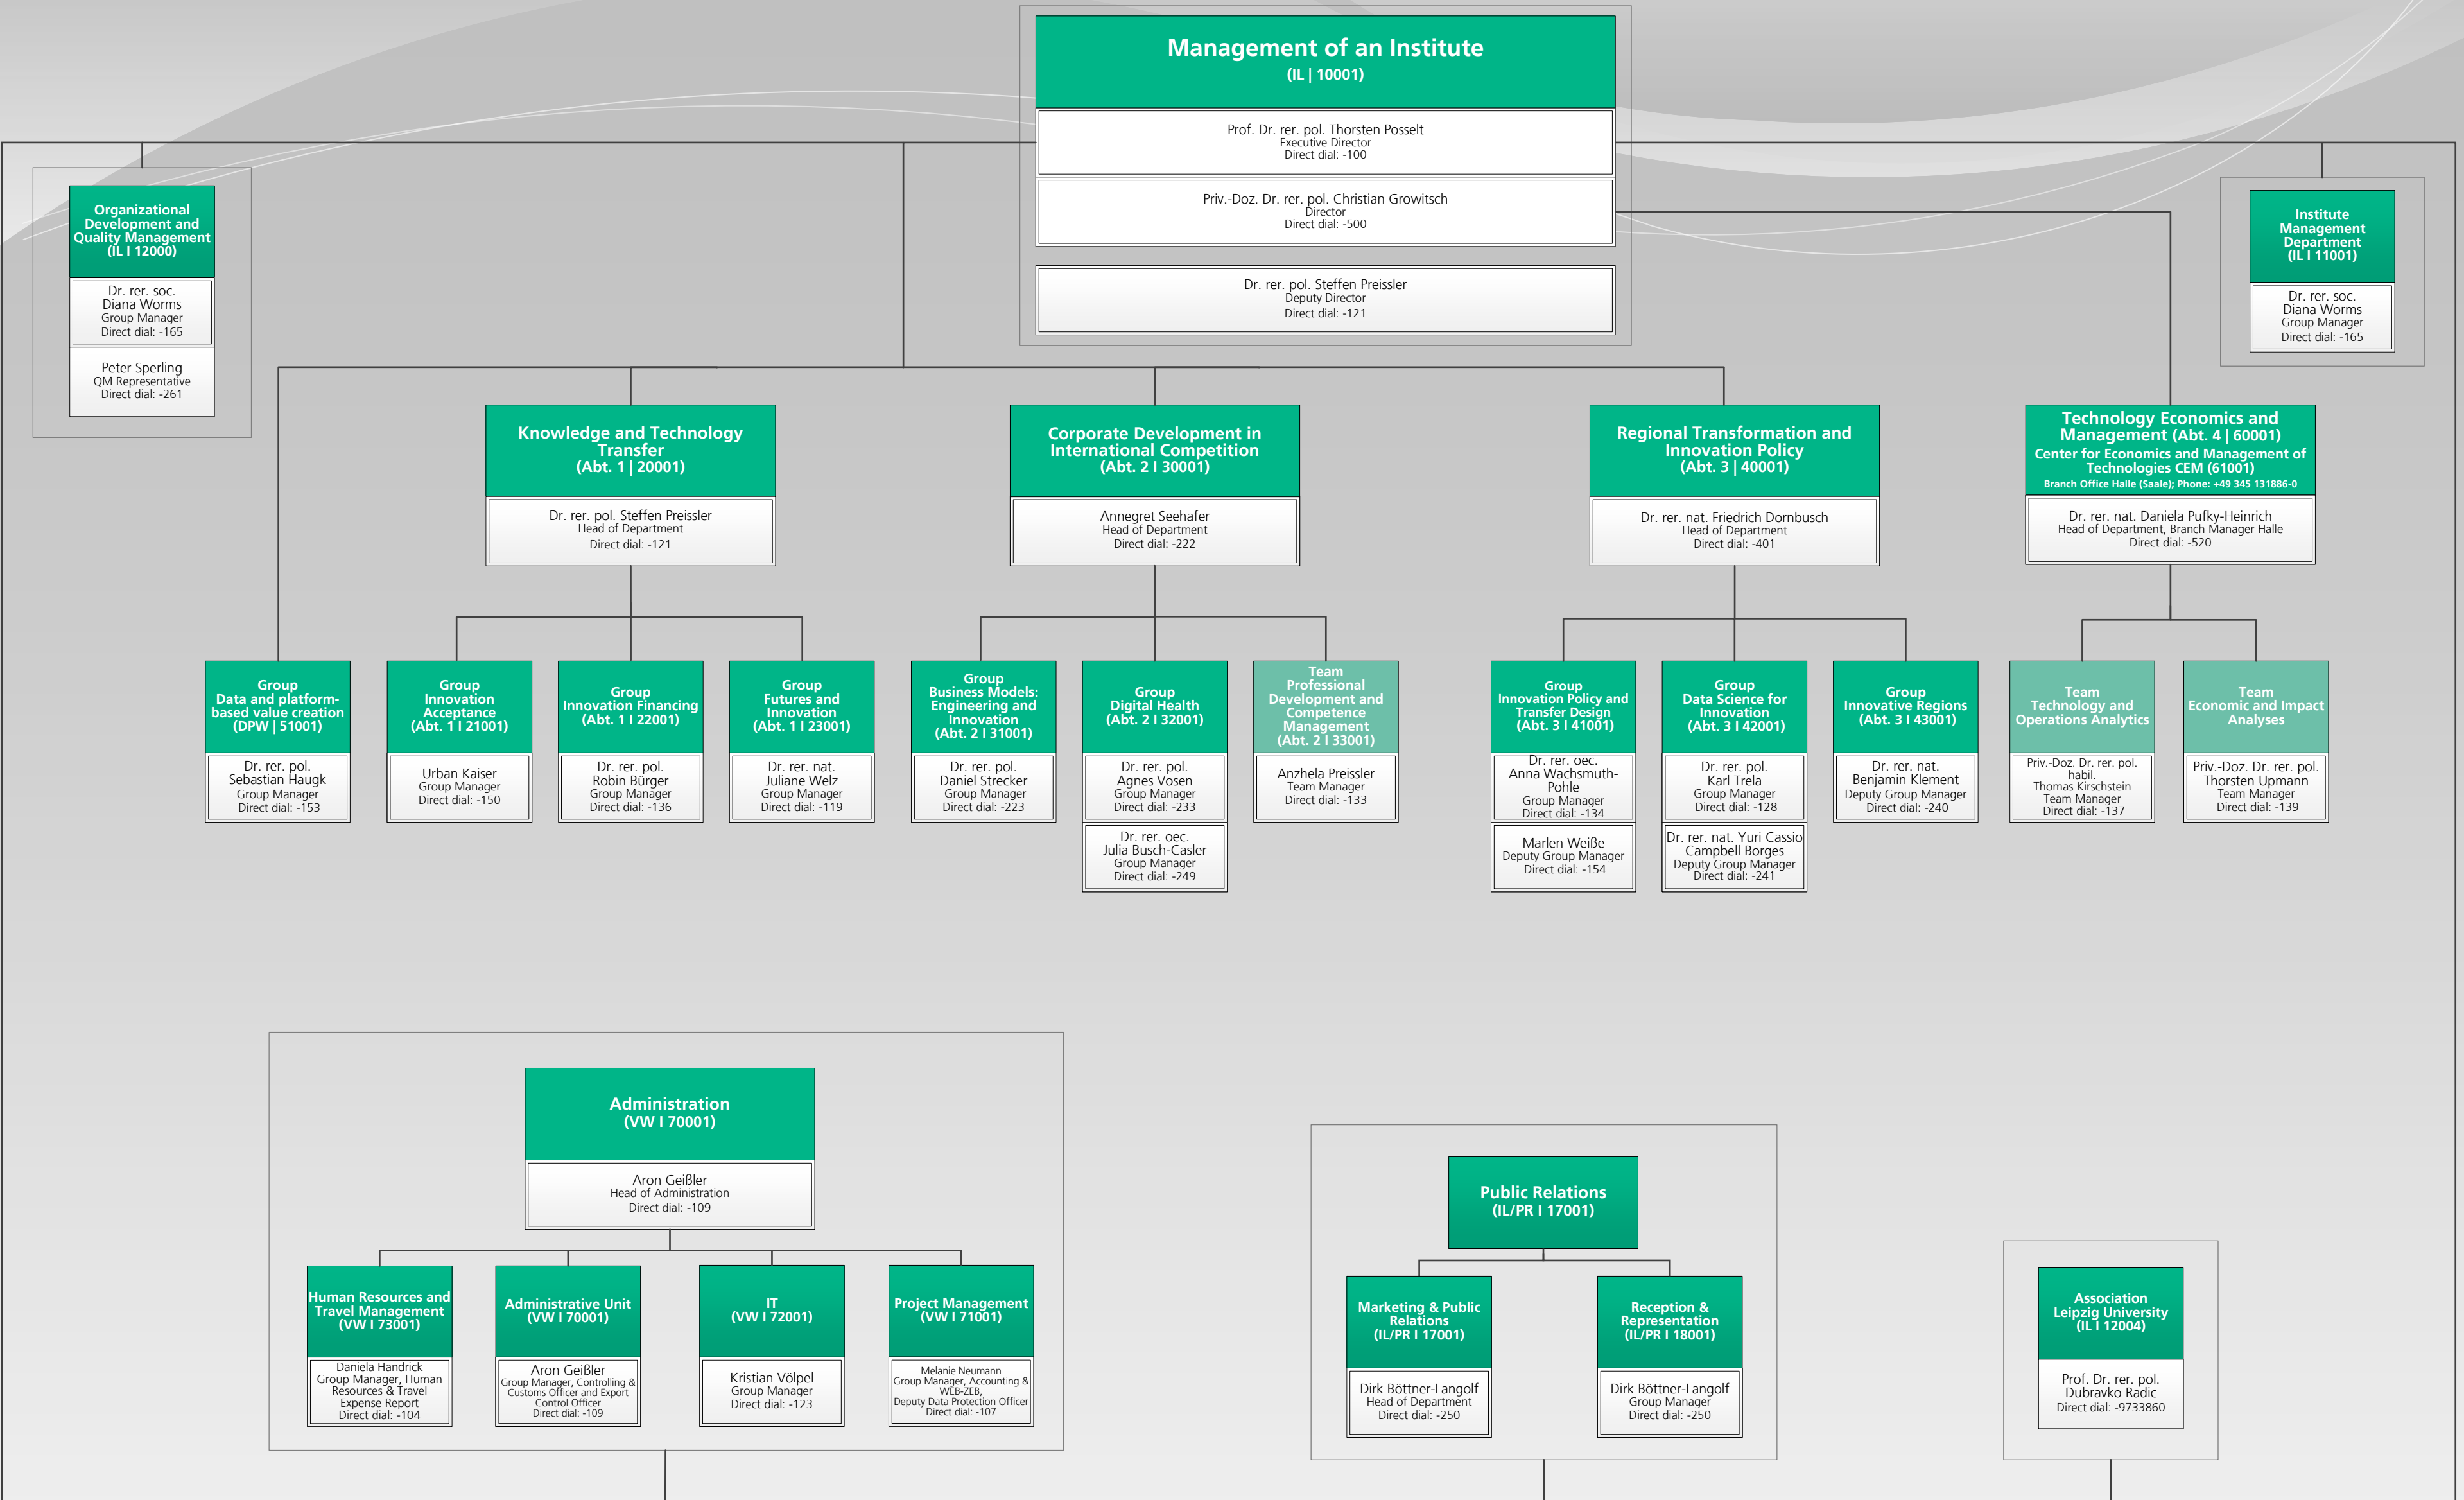 Management of an Institute
(IL | 10001)
Prof. Dr. rer. pol. Thorsten Posselt
Executive Director
Direct dial: -100
Priv.-Doz. Dr. rer. pol. Christian Growitsch
Director
Direct dial: -500
Dr. rer. pol. Steffen Preissler
Deputy Director
Direct dial: -121
Organizational
Development and
Quality Management
(IL I 12000)
Dr. rer. soc.
Diana Worms
Group Manager
Direct dial: -165
Peter Sperling
QM Representative
Direct dial: -261
Institute
Management
Department
(IL I 11001)
Dr. rer. soc.
Diana Worms
Group Manager
Direct dial: -165
Knowledge and Technology
Transfer
(Abt. 1 | 20001)
Dr. rer. pol. Steffen Preissler
Head of Department
Direct dial: -121
Corporate Development in
International Competition
(Abt. 2 I 30001)
Annegret Seehafer
Head of Department
Direct dial: -222
Regional Transformation and
Innovation Policy
(Abt. 3 | 40001)
Dr. rer. nat. Friedrich Dornbusch
Head of Department
Direct dial: -401
Technology Economics and
Management (Abt. 4 | 60001)
Center for Economics and Management of
Technologies CEM (61001)
Branch Office Halle (Saale); Phone: +49 345 131886-0
Dr. rer. nat. Daniela Pufky-Heinrich
Head of Department, Branch Manager Halle
Direct dial: -520
Group
Data and platform-
based value creation
(DPW | 51001)
Dr. rer. pol.
Sebastian Haugk
Group Manager
Direct dial: -153
Group
Innovation
Acceptance
(Abt. 1 I 21001)
Urban Kaiser
Group Manager
Direct dial: -150
Group
Innovation Financing
(Abt. 1 I 22001)
Dr. rer. pol.
Robin Bürger
Group Manager
Direct dial: -136
Group
Futures and
Innovation
(Abt. 1 I 23001)
Dr. rer. nat.
Juliane Welz
Group Manager
Direct dial: -119
Group
Business Models:
Engineering and
Innovation
(Abt. 2 I 31001)
Dr. rer. pol.
Daniel Strecker
Group Manager
Direct dial: -223
Group
Digital Health
(Abt. 2 I 32001)
Dr. rer. pol.
Agnes Vosen
Group Manager
Direct dial: -233
Dr. rer. oec.
Julia Busch-Casler
Group Manager
Direct dial: -249
Team
Professional
Development and
Competence
Management
(Abt. 2 I 33001)
Anzhela Preissler
Team Manager
Direct dial: -133
Group
Innovation Policy and
Transfer Design
(Abt. 3 I 41001)
Dr. rer. oec.
Anna Wachsmuth-
Pohle
Group Manager
Direct dial: -134
Marlen Weiße
Deputy Group Manager
Direct dial: -154
Group
Data Science for
Innovation
(Abt. 3 I 42001)
Dr. rer. pol.
Karl Trela
Group Manager
Direct dial: -128
Dr. rer. nat. Yuri Cassio
Campbell Borges
Deputy Group Manager
Direct dial: -241
Group
Innovative Regions
(Abt. 3 I 43001)
Dr. rer. nat.
Benjamin Klement
Deputy Group Manager
Direct dial: -240
Team
Technology and
Operations Analytics
Priv.-Doz. Dr. rer. pol.
habil.
Thomas Kirschstein
Team Manager
Direct dial: -137
Team
Economic and Impact
Analyses
Priv.-Doz. Dr. rer. pol.
Thorsten Upmann
Team Manager
Direct dial: -139
Administration
(VW I 70001)
Aron Geißler
Head of Administration
Direct dial: -109
Human Resources and
Travel Management
(VW I 73001)
Daniela Handrick
Group Manager, Human
Resources & Travel
Expense Report
Direct dial: -104
Administrative Unit
(VW I 70001)
Aron Geißler
Group Manager, Controlling &
Customs Officer and Export
Control Officer
Direct dial: -109
IT
(VW I 72001)
Kristian Völpel
Group Manager
Direct dial: -123
Project Management
(VW I 71001)
Melanie Neumann
Group Manager, Accounting &
WEB-ZEB,
Deputy Data Protection Officer
Direct dial: -107
Public Relations
(IL/PR I 17001)
Marketing & Public
Relations
(IL/PR I 17001)
Dirk Böttner-Langolf
Head of Department
Direct dial: -250
Reception &
Representation
(IL/PR I 18001)
Dirk Böttner-Langolf
Group Manager
Direct dial: -250
Association
Leipzig University
(IL I 12004)
Prof. Dr. rer. pol.
Dubravko Radic
Direct dial: -9733860